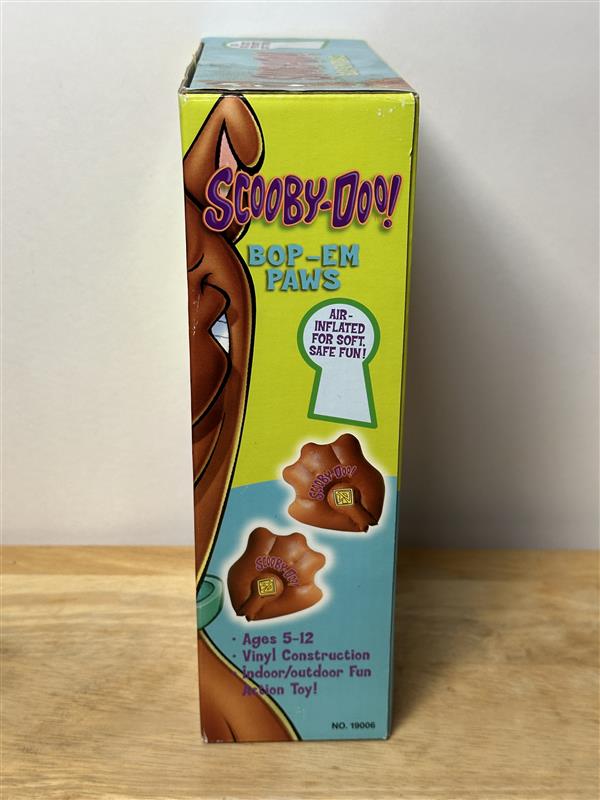 SCOOBY-DOO!
BOP-EM
PAWS
AIR-
INFLATED
FOR SOFT,
SAFE FUN!
SCOOBY-DOO!
SCOOBY-DOO!
• Ages 5-12
• Vinyl Construction
• Indoor/outdoor Fun
Action Toy!
NO. 19006